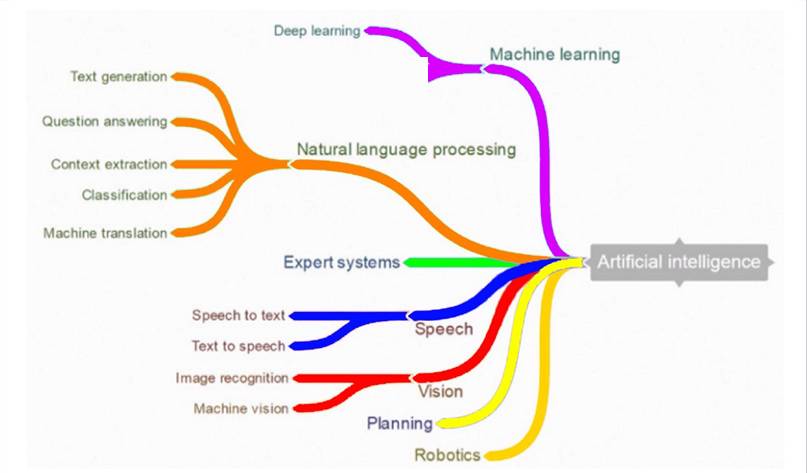 Deep learning
Machine learning
Text generation
Question answering
Natural language processing
Context extraction
Classification
Machine translation
Expert systems
Artificial intelligence
Speech to text
Speech
Text to speech
Image recognition
Vision
Machine vision
Planning
Robotics